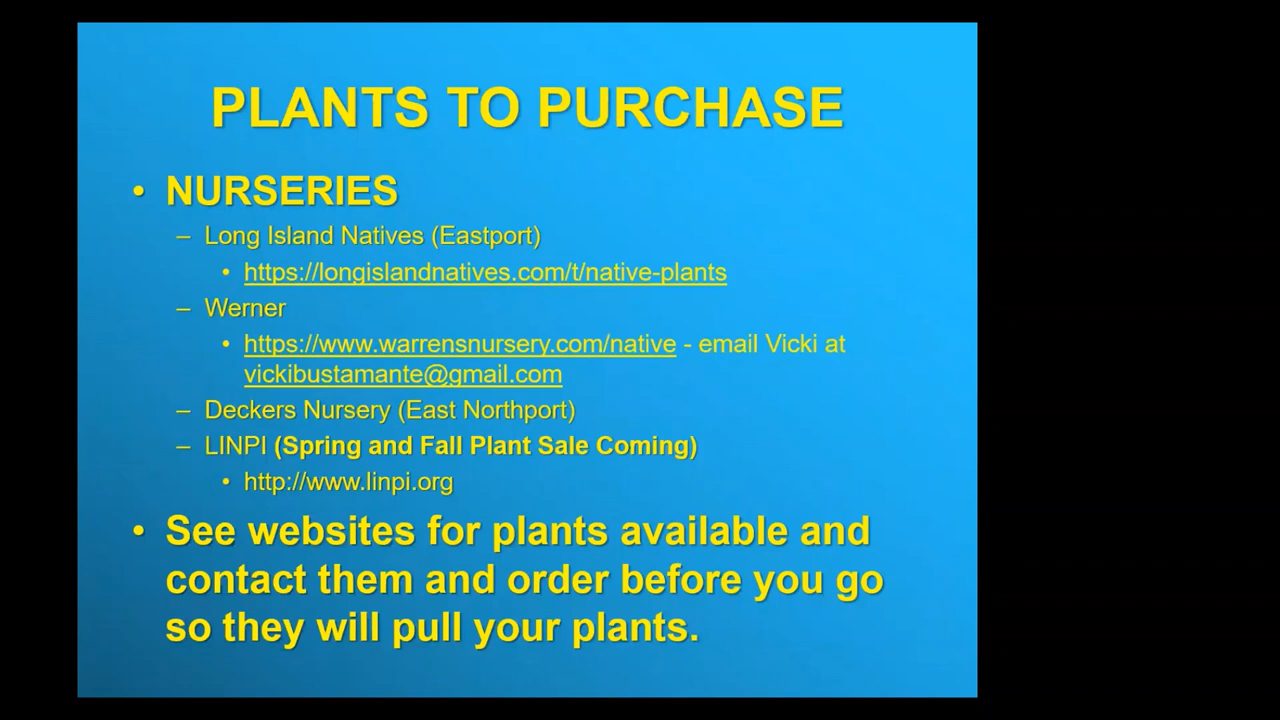 PLANTS TO PURCHASE
• NURSERIES
– Long Island Natives (Eastport)
• https://longislandnatives.com/t/native-plants
– Werner
• https://www.warrensnursery.com/native - email Vicki at
vickibustamante@gmail.com
– Deckers Nursery (East Northport)
– LINPI (Spring and Fall Plant Sale Coming)
• http://www.linpi.org
• See websites for plants available and
contact them and order before you go
so they will pull your plants.